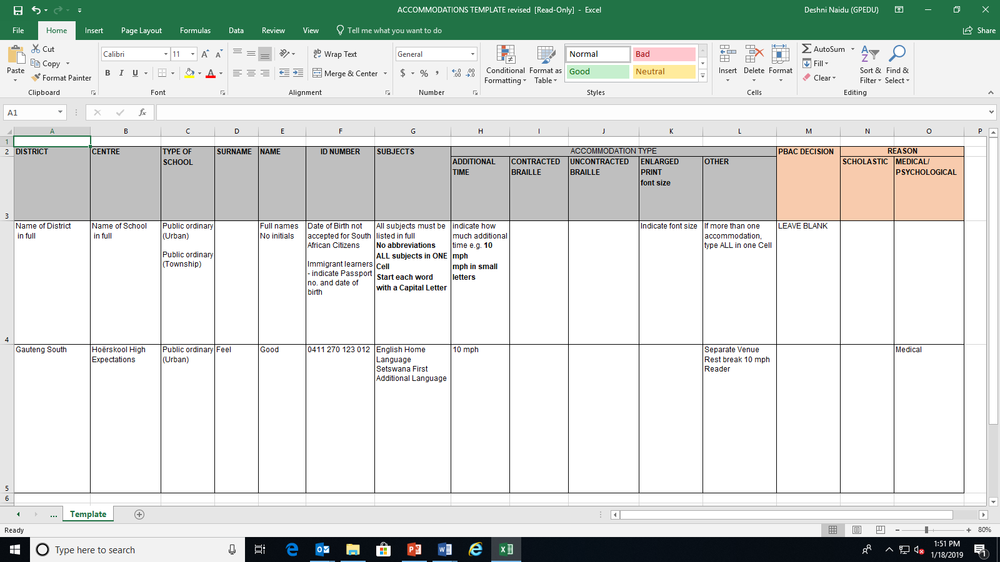 ACCOMMODATIONS TEMPLATE revised [Read-Only] - Excel
Deshni Naidu (GPEDU)
File Home Insert Page Layout Formulas Data Review View Tell me what you want to do Share
Paste
Cut
Copy
Format Painter
Clipboard
Calibri 11
B I U
Font
Wrap Text
Merge & Center
Alignment
General
$ % ,
Number
Conditional Formatting
Format as Table
Normal Bad
Good Neutral
Styles
Insert Delete Format
Cells
AutoSum
Fill
Clear
Sort & Filter
Find & Select
Editing
A1
fx
A B C D E F G H I J K L M N O P
1
2
DISTRICT
CENTRE
TYPE OF
SCHOOL
SURNAME
NAME
ID NUMBER
SUBJECTS
ACCOMMODATION TYPE
PBAC DECISION
REASON
3
ADDITIONAL
TIME
CONTRACTED
BRAILLE
UNCONTRACTED
BRAILLE
ENLARGED
PRINT
font size
OTHER
SCHOLASTIC
MEDICAL/
PSYCHOLOGICAL
4
Name of District
in full
Name of School
in full
Public ordinary
(Urban)
Public ordinary
(Township)
Full names
No initials
Date of Birth not
accepted for South
African Citizens
Immigrant learners
- indicate Passport
no. and date of
birth
All subjects must be
listed in full
No abbreviations
ALL subjects in ONE
Cell
Start each word
with a Capital Letter
indicate how
much additional
time e.g. 10
mph
mph in small
letters
Indicate font size
If more than one
accommodation,
type ALL in one Cell
LEAVE BLANK
5
Gauteng South
Hoërskool High
Expectations
Public ordinary
(Urban)
Feel
Good
0411 270 123 012
English Home
Language
Setswana First
Additional Language
10 mph
Separate Venue
Rest break 10 mph
Reader
Medical
6
... Template
Ready
80%
Type here to search
1:51 PM
1/18/2019
1